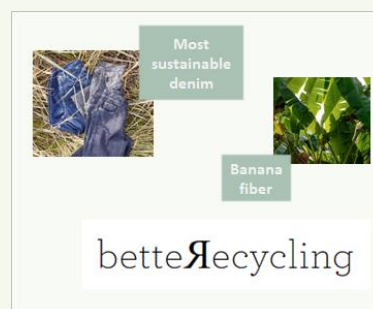 Most
sustainable
denim
Banana
fiber
betteЯecycling